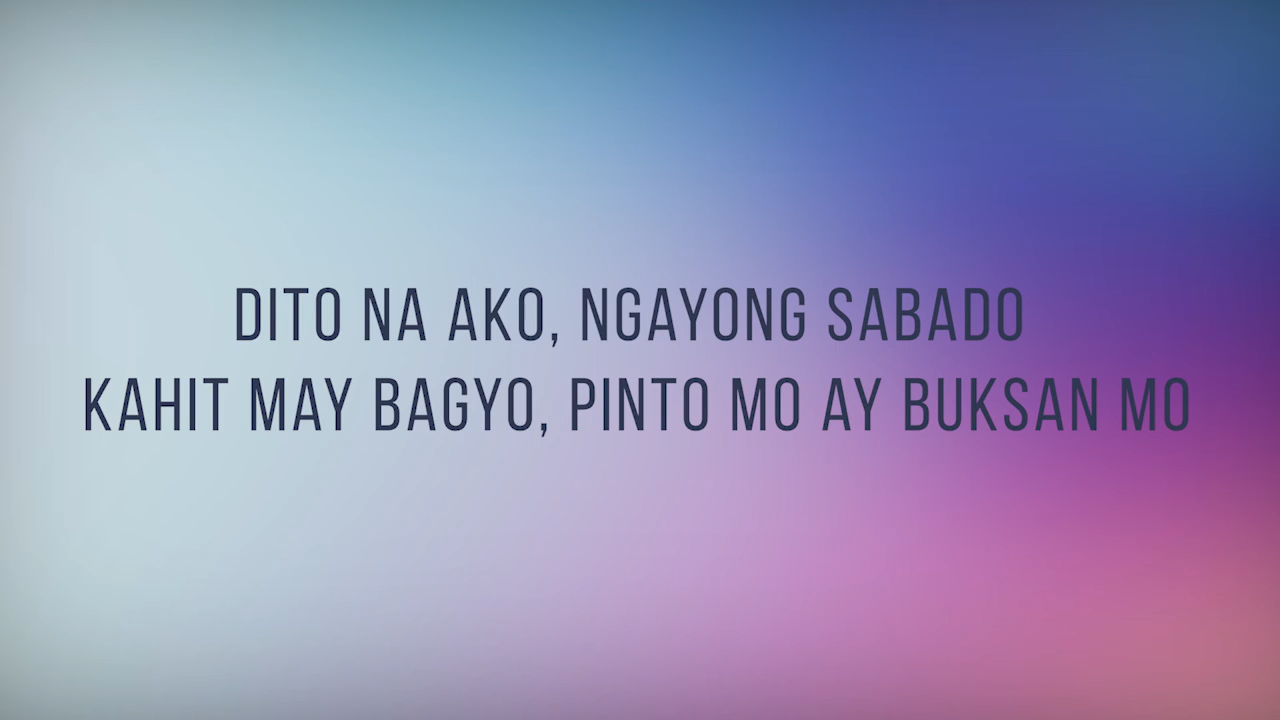 DITO NA AKO, NGAYONG SABADO
KAHIT MAY BAGYO, PINTO MO AY BUKSAN MO